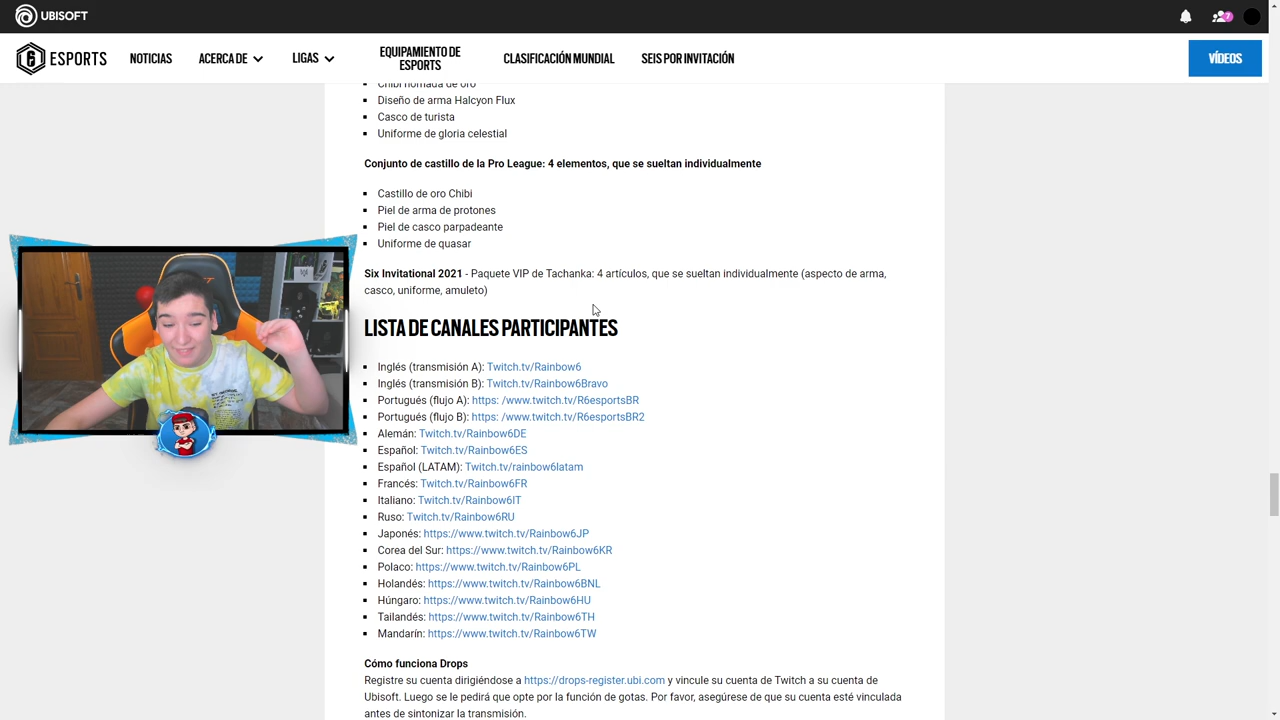 UBISOFT
7
6 ESPORTS
NOTICIAS
ACERCA DE
LIGAS
EQUIPAMIENTO DE
ESPORTS
CLASIFICACIÓN MUNDIAL
SEIS POR INVITACIÓN
VÍDEOS
Chibi nómada de oro
Diseño de arma Halcyon Flux
Casco de turista
Uniforme de gloria celestial
Conjunto de castillo de la Pro League: 4 elementos, que se sueltan individualmente
Castillo de oro Chibi
Piel de arma de protones
Piel de casco parpadeante
Uniforme de quasar
Six Invitational 2021 - Paquete VIP de Tachanka: 4 artículos, que se sueltan individualmente (aspecto de arma,
casco, uniforme, amuleto)
LISTA DE CANALES PARTICIPANTES
Inglés (transmisión A): Twitch.tv/Rainbow6
Inglés (transmisión B): Twitch.tv/Rainbow6Bravo
Portugués (flujo A): https: /www.twitch.tv/R6esportsBR
Portugués (flujo B): https: /www.twitch.tv/R6esportsBR2
Alemán: Twitch.tv/Rainbow6DE
Español: Twitch.tv/Rainbow6ES
Español (LATAM): Twitch.tv/rainbow6latam
Francés: Twitch.tv/Rainbow6FR
Italiano: Twitch.tv/Rainbow6IT
Ruso: Twitch.tv/Rainbow6RU
Japonés: https://www.twitch.tv/Rainbow6JP
Corea del Sur: https://www.twitch.tv/Rainbow6KR
Polaco: https://www.twitch.tv/Rainbow6PL
Holandés: https://www.twitch.tv/Rainbow6BNL
Húngaro: https://www.twitch.tv/Rainbow6HU
Tailandés: https://www.twitch.tv/Rainbow6TH
Mandarín: https://www.twitch.tv/Rainbow6TW
Cómo funciona Drops
Registre su cuenta dirigiéndose a https://drops-register.ubi.com y vincule su cuenta de Twitch a su cuenta de
Ubisoft. Luego se le pedirá que opte por la función de gotas. Por favor, asegúrese de que su cuenta esté vinculada
antes de sintonizar la transmisión.